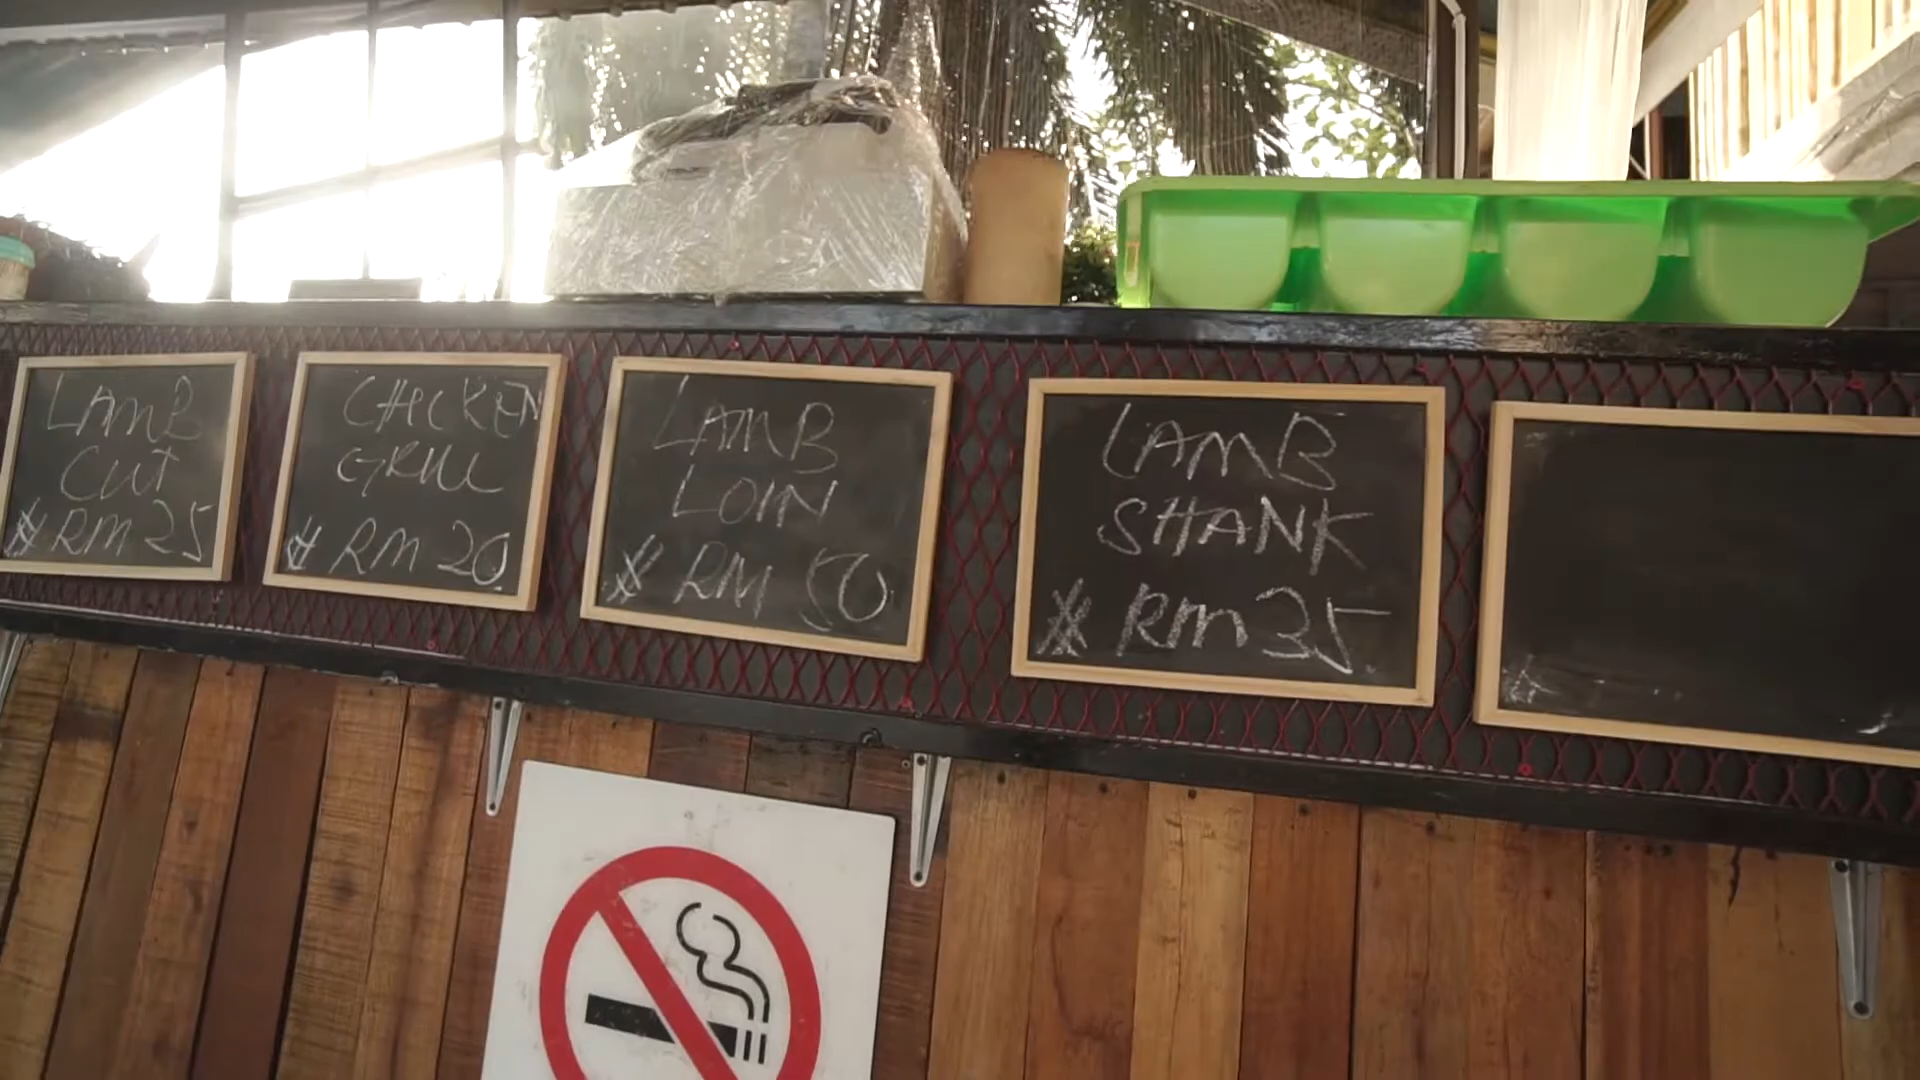 LAMB
CUT
* RM 25
CHICKEN
GRILL
* RM 20
LAMB
LOIN
* RM 50
LAMB
SHANK
* RM 35